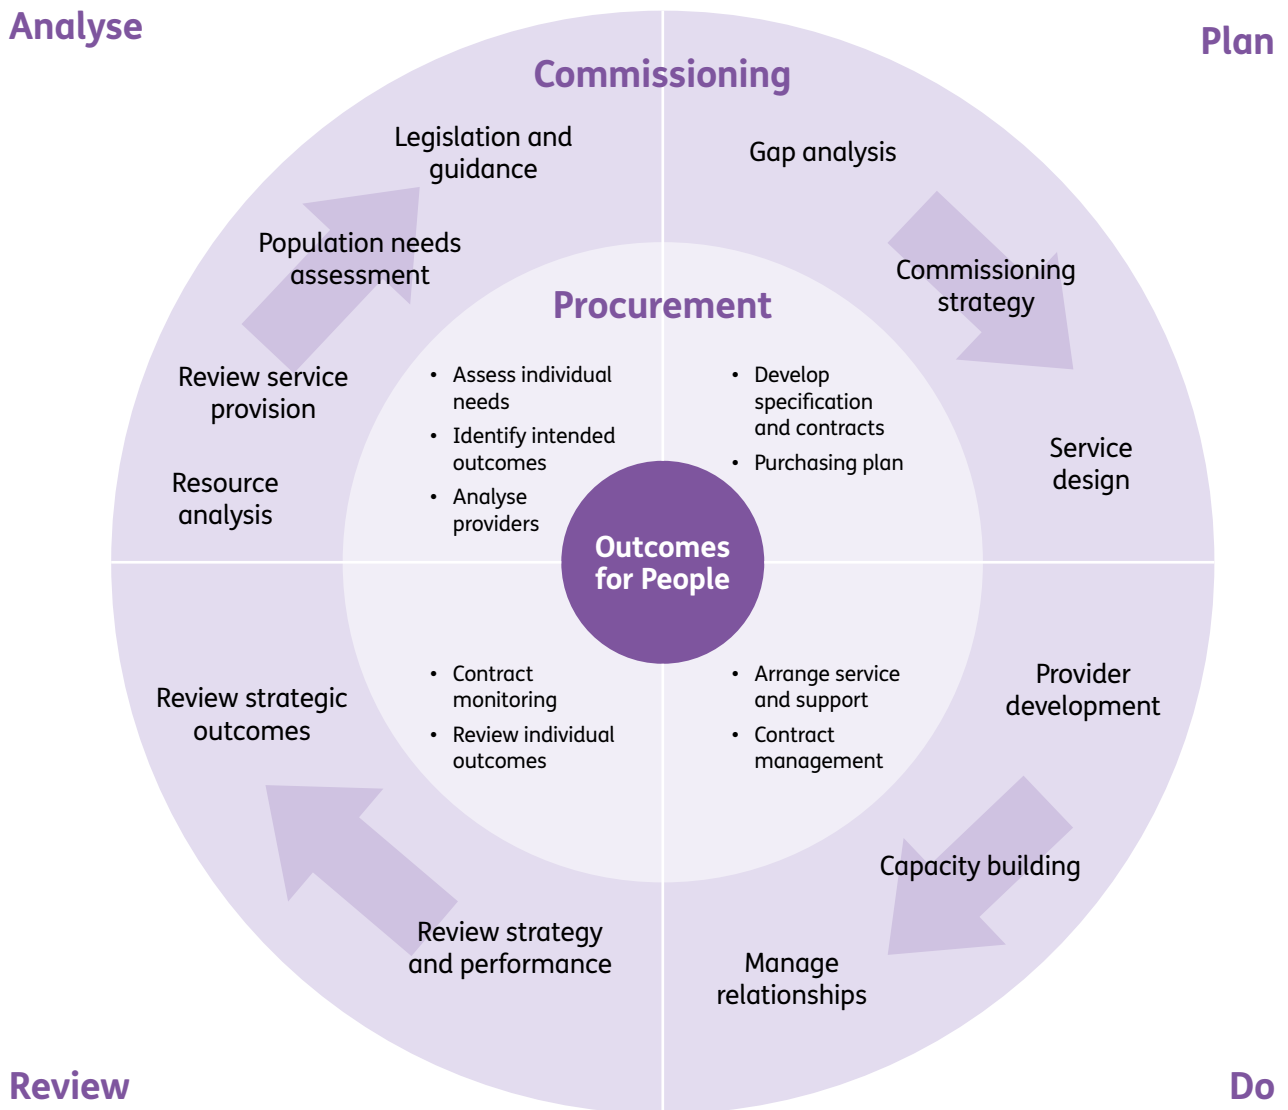 Analyse
Plan
Commissioning
Legislation and
guidance
Population needs
assessment
Review service
provision
Resource
analysis
Gap analysis
Commissioning
strategy
Service
design
Procurement
• Assess individual
needs
• Identify intended
outcomes
• Analyse
providers
• Develop
specification
and contracts
• Purchasing plan
Outcomes
for People
• Contract
monitoring
• Review individual
outcomes
• Arrange service
and support
• Contract
management
Review strategic
outcomes
Review strategy
and performance
Provider
development
Capacity building
Manage
relationships
Review
Do